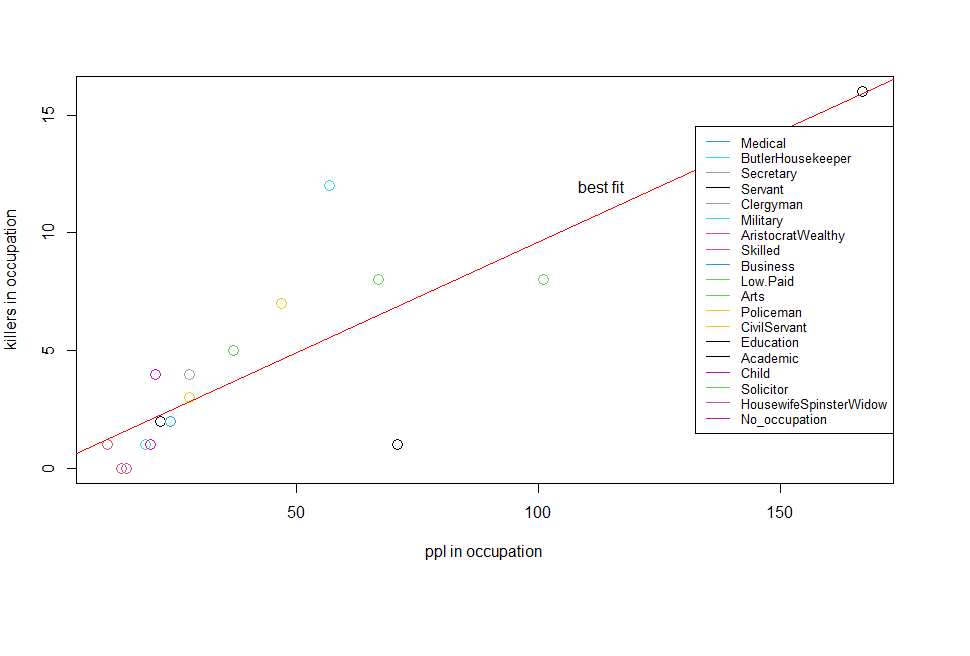 15
10
5
0
killers in occupation
best fit
Medical
ButlerHousekeeper
Secretary
Servant
Clergyman
Military
AristocratWealthy
Skilled
Business
Low.Paid
Arts
Policeman
CivilServant
Education
Academic
Child
Solicitor
HousewifeSpinsterWidow
No_occupation
50 100 150
ppl in occupation